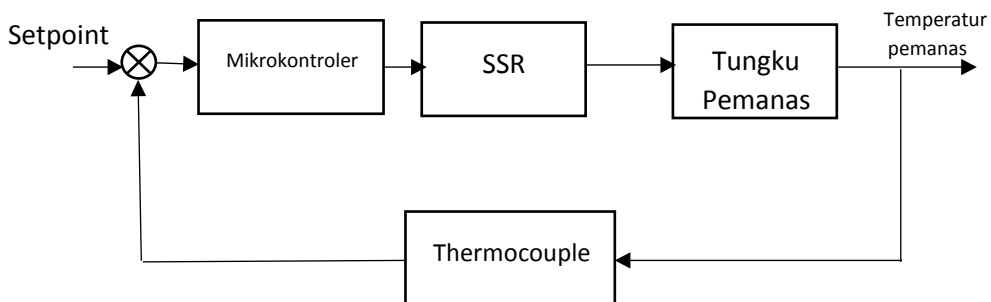 Setpoint
Mikrokontroler
SSR
Tungku
Pemanas
Temperatur
pemanas
Thermocouple